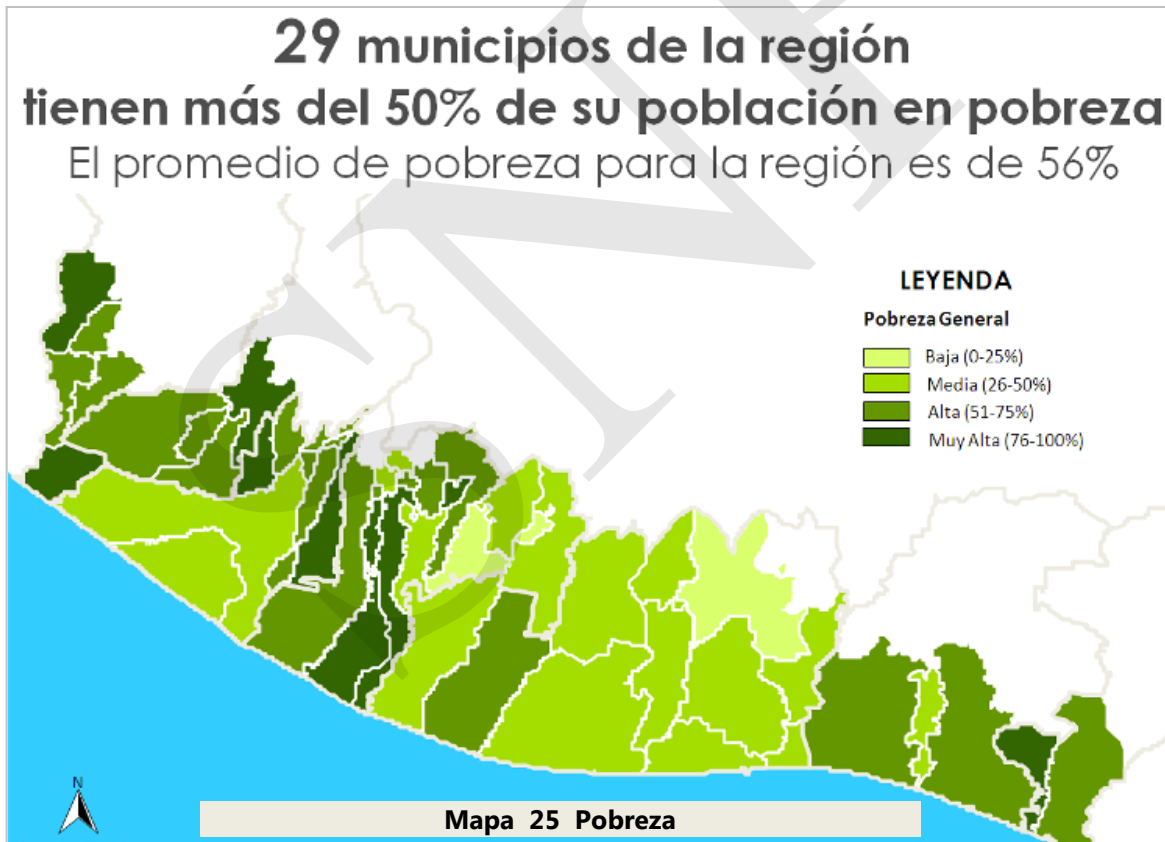 29 municipios de la región
tienen más del 50% de su población en pobreza
El promedio de pobreza para la región es de 56%
LEYENDA
Pobreza General
Baja (0-25%)
Media (26-50%)
Alta (51-75%)
Muy Alta (76-100%)
N
Mapa 25 Pobreza